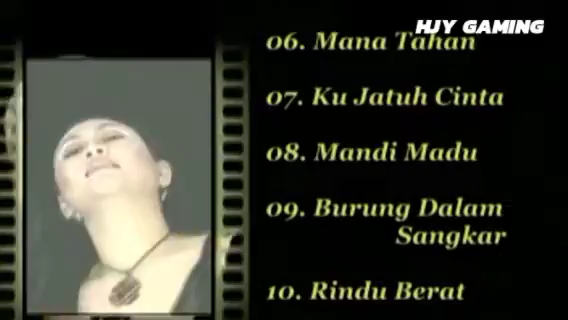 HJY GAMING
06. Mana Tahan
07. Ku Jatuh Cinta
08. Mandi Madu
09. Burung Dalam
Sangkar
10. Rindu Berat